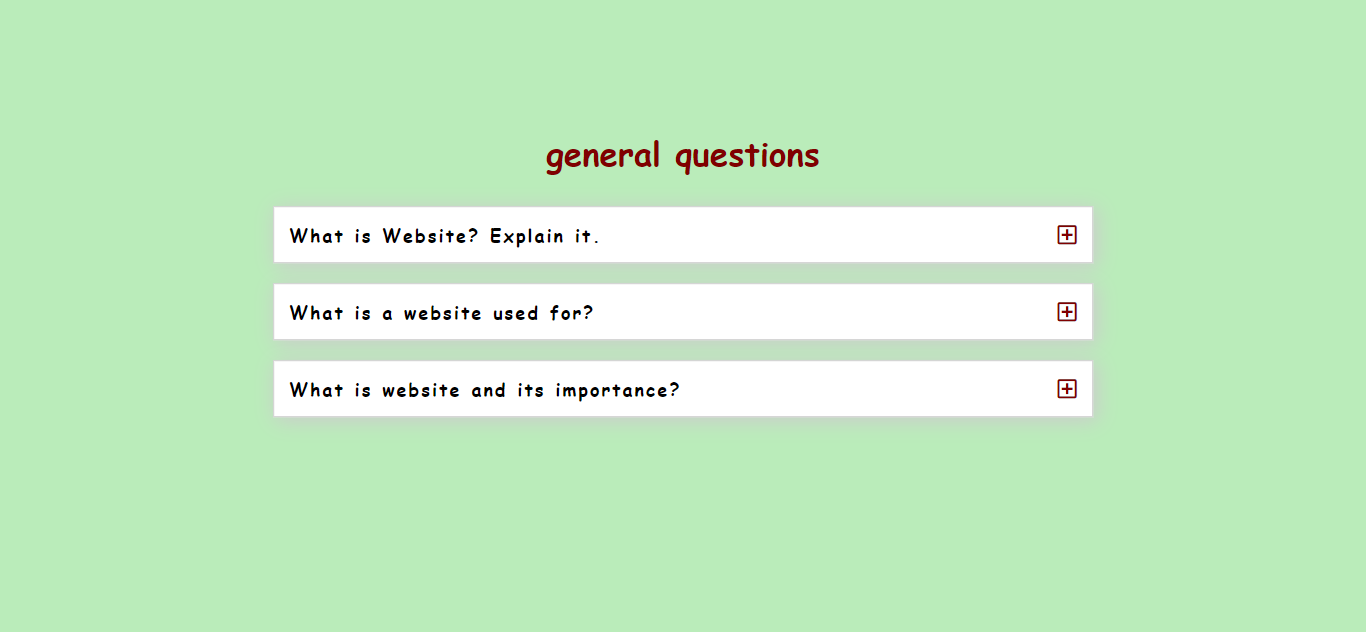 general questions
What is Website? Explain it.
What is a website used for?
What is website and its importance?